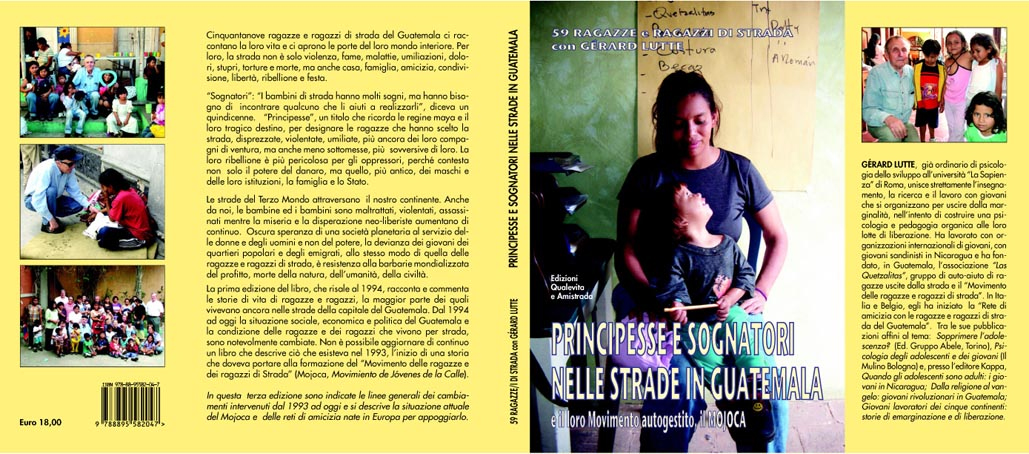 Cinquantanove ragazze e ragazzi di strada del Guatemala ci rac-
contano la loro vita e ci aprono le porte del loro mondo interiore. Per
loro, la strada non è solo violenza, fame, malattie, umiliazioni, dolo-
ri, stupri, torture e morte, ma anche casa, famiglia, amicizia, condivi-
sione, libertà, ribellione e festa.
"Sognatori": "I bambini di strada hanno molti sogni, ma hanno biso-
gno di incontrare qualcuno che li aiuti a realizzarli", diceva un
quindicenne. "Principesse", un titolo che ricorda le regine maya e il
loro tragico destino, per designare le ragazze che hanno scelto la
strada, disprezzate, violentate, umiliate, più ancora dei loro compa-
gni di ventura, ma anche meno sottomesse, più sovversive di loro. La
loro ribellione è più pericolosa per gli oppressori, perché contesta
non solo il potere del danaro, ma quello, più antico, dei maschi e
delle loro istituzioni, la famiglia e lo Stato.
Le strade del Terzo Mondo attraversano il nostro continente. Anche
da noi, le bambine ed i bambini sono maltrattati, violentati, assassi-
nati mentre la miseria e la disperazione neo-liberiste aumentano di
continuo. Oscura speranza di una società planetaria al servizio del-
le donne e degli uomini e non del potere, la devianza dei giovani dei
quartieri popolari e degli emigrati, allo stesso modo di quella delle
ragazze e ragazzi di strada, è resistenza alla barbarie mondializzata
del profitto, morte della natura, dell'umanità, della civiltà.
La prima edizione del libro, che risale al 1994, racconta e commenta
le storie di vita di ragazze e ragazzi, la maggior parte dei quali
vivevano ancora nelle strade della capitale del Guatemala. Dal 1994
ad oggi la situazione sociale, economica e politica del Guatemala e
la condizione delle ragazze e dei ragazzi che vivono per strada,
sono notevolmente cambiate. Non è possibile aggiornare di continuo
un libro che descrive ciò che esisteva nel 1993, l'inizio di una storia
che doveva portare alla formazione del "Movimento delle ragazze e
dei ragazzi di Strada" (Mojoca, Movimiento de Jóvenes de la Calle).
In questa terza edizione sono indicate le linee generali dei cambia-
menti intervenuti dal 1993 ad oggi e si descrive la situazione attuale
del Mojoca e delle reti di amicizia nate in Europa per appoggiarlo.
ISBN 978-88-95582-04-7
9 788895 582047 >
Euro 18,00
59 RAGAZZE/I DI STRADA con GÉRARD LUTTE PRINCIPESSE E SOGNATORI NELLE STRADE IN GUATEMALA
59 RAGAZZE e RAGAZZI DI STRADA
con GÉRARD LUTTE
Quetzalitas
Becas
A Román
Edizioni
Qualevita
e Amistrada
PRINCIPESSE E SOGNATORI
NELLE STRADE IN GUATEMALA
e il loro Movimento autogestito, il MOJOCA
GÉRARD LUTTE, già ordinario di psicolo-
gia dello sviluppo all'università "La Sapien-
za" di Roma, unisce strettamente l'insegna-
mento, la ricerca e il lavoro con giovani
che si organizzano per uscire dalla mar-
ginalità, nell'intento di costruire una psi-
cologia e pedagogia organica alle loro
lotte di liberazione. Ha lavorato con or-
ganizzazioni internazionali di giovani, con
giovani sandinisti in Nicaragua e ha fon-
dato, in Guatemala, l'associazione "Las
Quetzalitas", gruppo di auto-aiuto di ra-
gazze uscite dalla strada e il "Movimento
delle ragazze e ragazzi di strada". In Ita-
lia e Belgio, egli ha iniziato la "Rete di
amicizia con le ragazze e ragazzi di stra-
da del Guatemala". Tra le sue pubblica-
zioni affini al tema: Sopprimere l'adole-
scenza? (Ed. Gruppo Abele, Torino), Psi-
cologia degli adolescenti e dei giovani (Il
Mulino Bologna) e, presso l'editore Kappa,
Quando gli adolescenti sono adulti: i gio-
vani in Nicaragua; Dalla religione al van-
gelo: giovani rivoluzionari in Guatemala;
Giovani lavoratori dei cinque continenti:
storie di emarginazione e di liberazione.